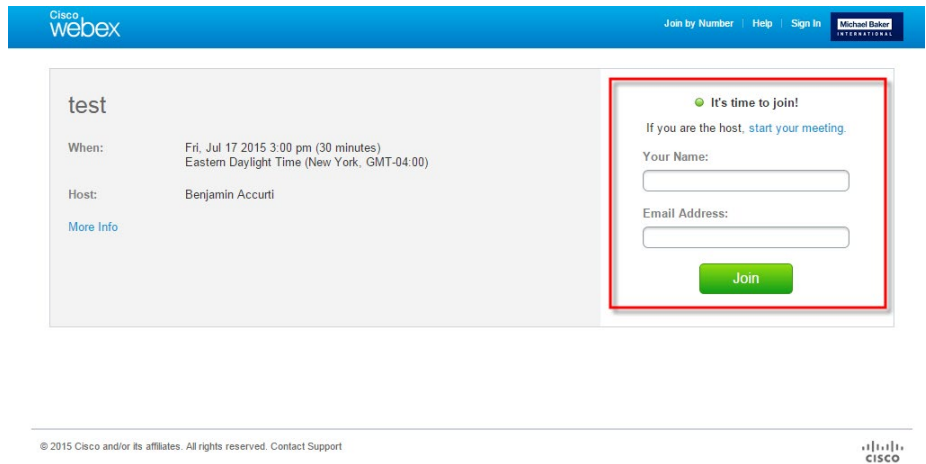 Cisco
webex
Join by Number | Help | Sign In
Michael Baker
INTERNATIONAL
test
When: Fri, Jul 17 2015 3:00 pm (30 minutes)
Eastern Daylight Time (New York, GMT-04:00)
Host: Benjamin Accurti
More Info
It's time to join!
If you are the host, start your meeting.
Your Name:
Email Address:
Join
© 2015 Cisco and/or its affiliates. All rights reserved. Contact Support
CISCO